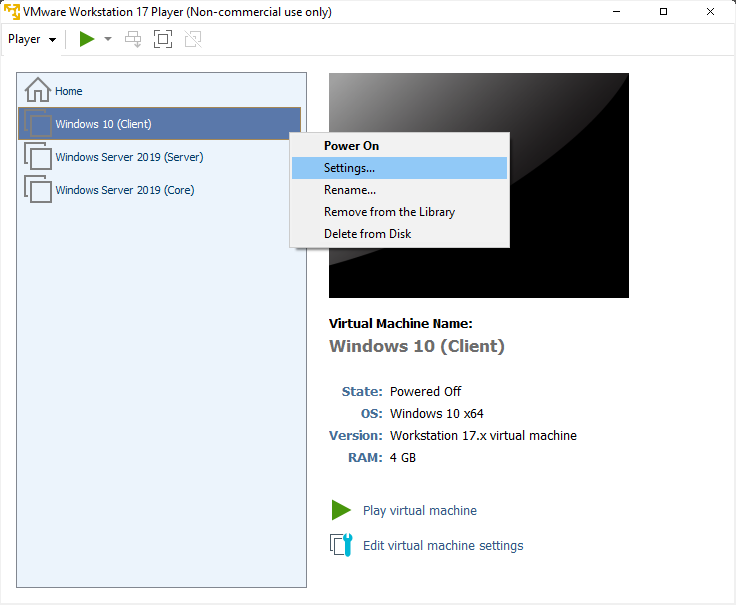 VMware Workstation 17 Player (Non-commercial use only)
Player
Home
Windows 10 (Client)
Windows Server 2019 (Server)
Windows Server 2019 (Core)
Power On
Settings...
Rename...
Remove from the Library
Delete from Disk
Virtual Machine Name:
Windows 10 (Client)
State: Powered Off
OS: Windows 10 x64
Version: Workstation 17.x virtual machine
RAM: 4 GB
Play virtual machine
Edit virtual machine settings